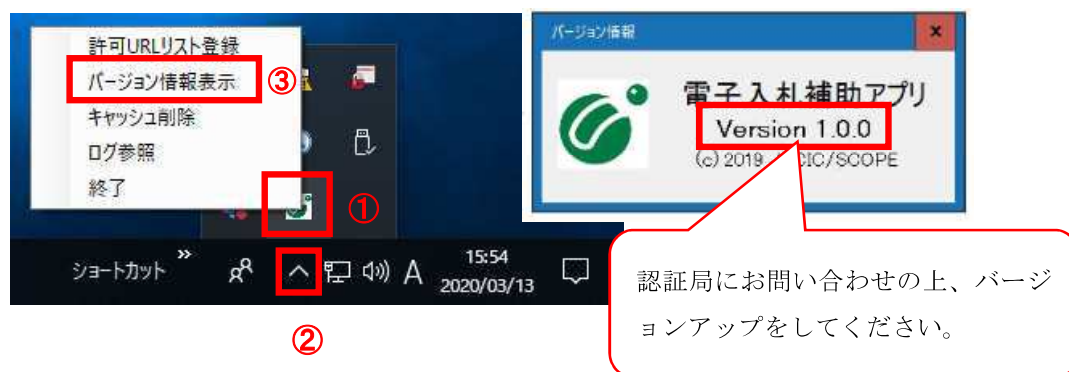 許可URLリスト登録
バージョン情報表示
③
キャッシュ削除
ログ参照
終了
①
ショートカット
»
A
15:54
2020/03/13
②
バージョン情報
電子入札補助アプリ
Version 1.0.0
(c) 2019 CIC/SCOPE
認証局にお問い合わせの上、バージ
ョンアップをしてください。